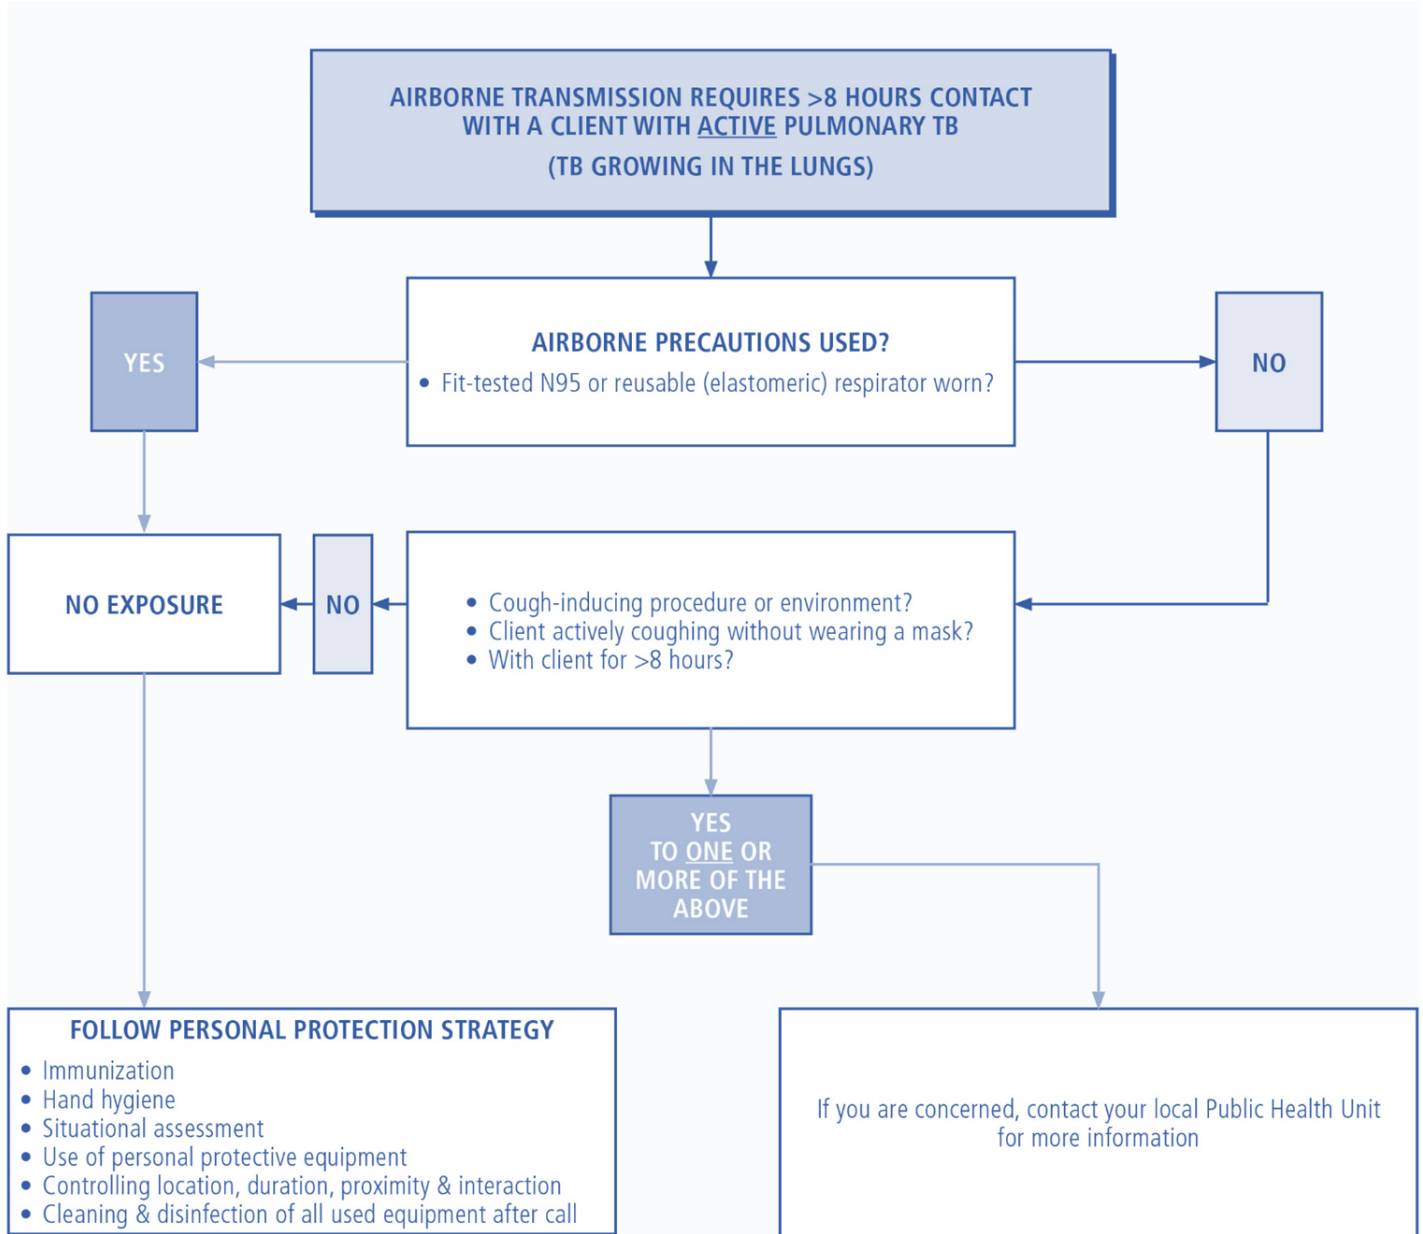 AIRBORNE TRANSMISSION REQUIRES >8 HOURS CONTACT
WITH A CLIENT WITH ACTIVE PULMONARY TB
(TB GROWING IN THE LUNGS)
YES
AIRBORNE PRECAUTIONS USED?
• Fit-tested N95 or reusable (elastomeric) respirator worn?
NO
NO EXPOSURE
NO
• Cough-inducing procedure or environment?
• Client actively coughing without wearing a mask?
• With client for >8 hours?
YES
TO ONE OR
MORE OF THE
ABOVE
FOLLOW PERSONAL PROTECTION STRATEGY
• Immunization
• Hand hygiene
• Situational assessment
• Use of personal protective equipment
• Controlling location, duration, proximity & interaction
• Cleaning & disinfection of all used equipment after call
If you are concerned, contact your local Public Health Unit
for more information